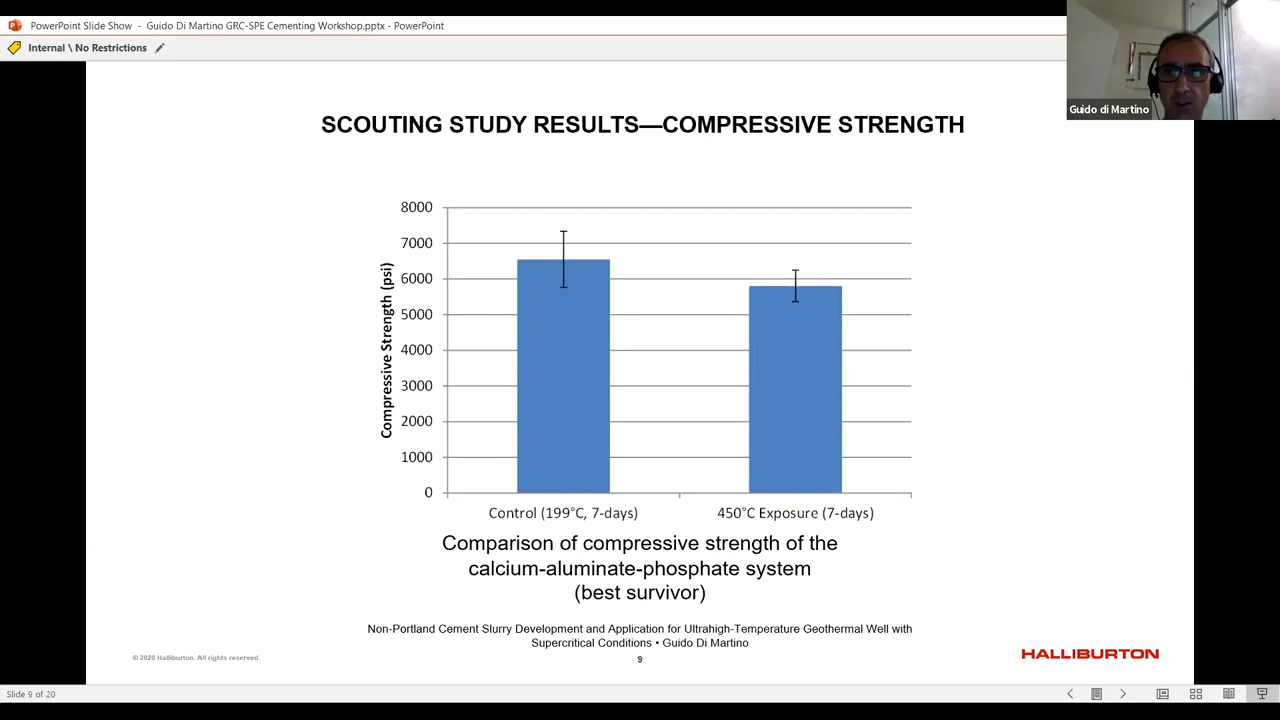 PowerPoint Slide Show - Guido Di Martino GRC-SPE Cementing Workshop.pptx - PowerPoint
Internal \ No Restrictions
Guido di Martino
SCOUTING STUDY RESULTS—COMPRESSIVE STRENGTH
Compressive Strength (psi)
8000
7000
6000
5000
4000
3000
2000
1000
0
Control (199°C, 7-days)
450°C Exposure (7-days)
Comparison of compressive strength of the
calcium-aluminate-phosphate system
(best survivor)
Non-Portland Cement Slurry Development and Application for Ultrahigh-Temperature Geothermal Well with
Supercritical Conditions • Guido Di Martino
© 2020 Halliburton. All rights reserved.
9
HALLIBURTON
Slide 9 of 20